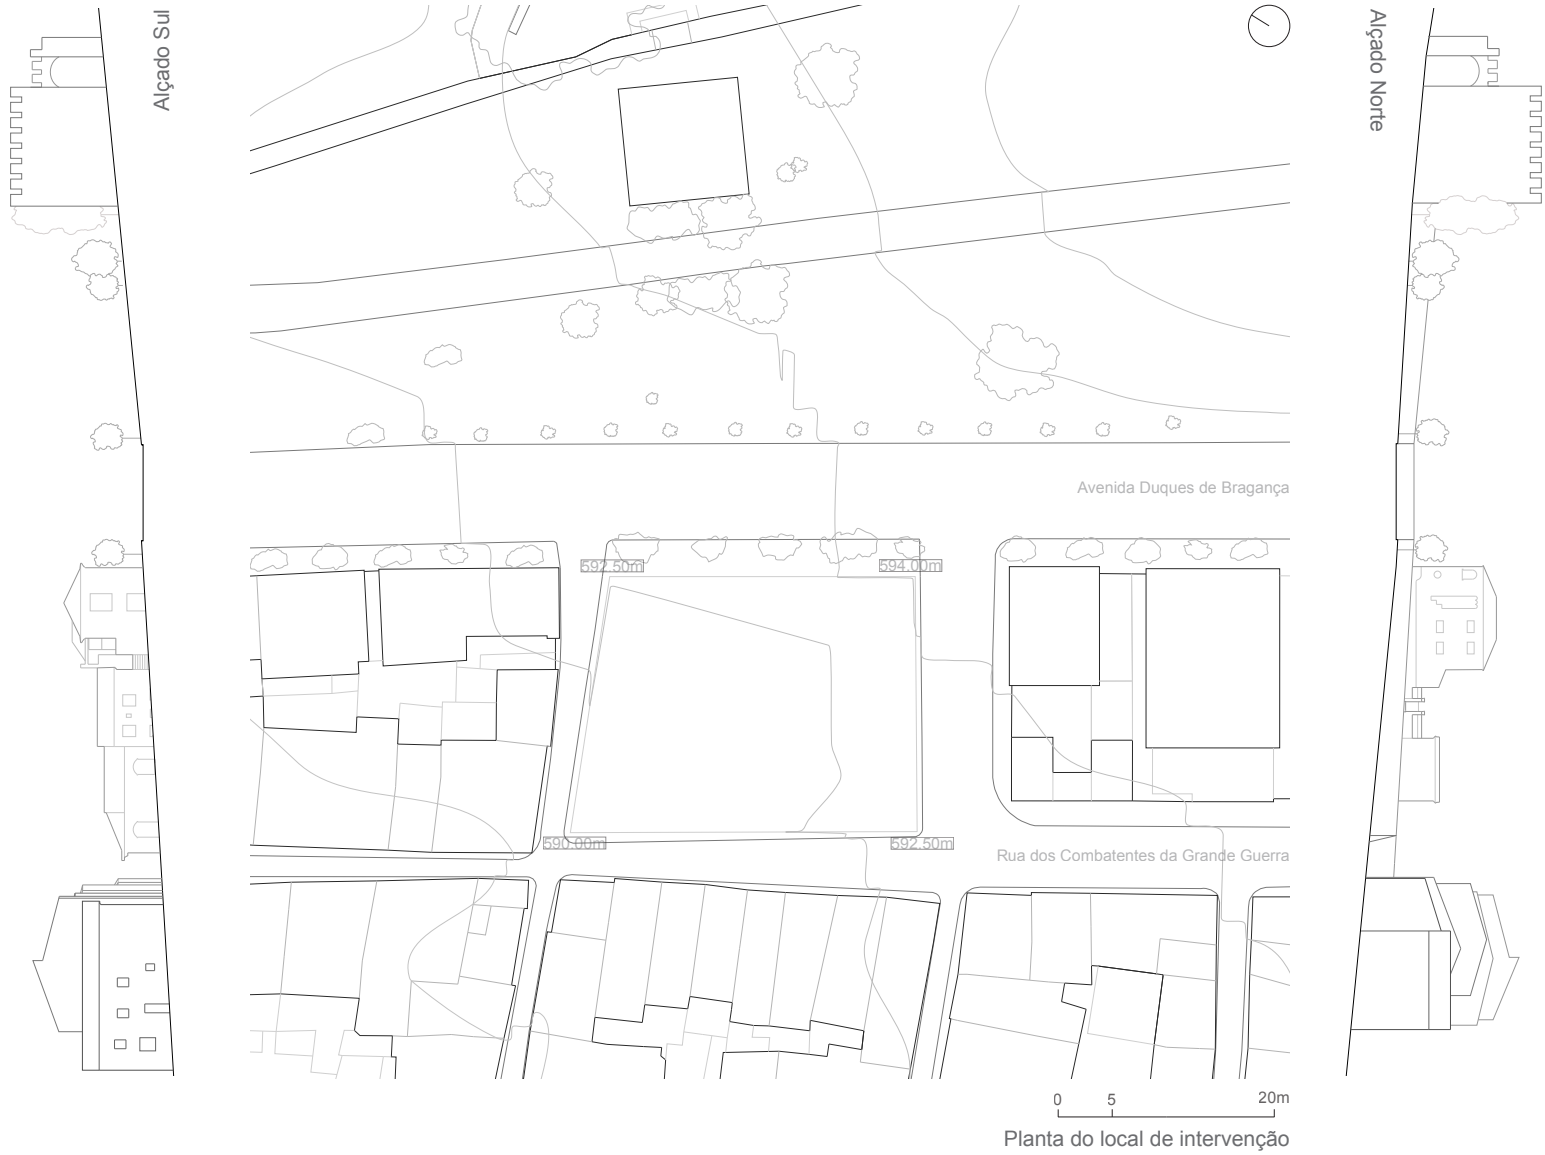 Alçado Sul
Alçado Norte
Avenida Duques de Bragança
592.50m
594.00m
590.00m
592.50m
Rua dos Combatentes da Grande Guerra
0 5 20m
Planta do local de intervenção